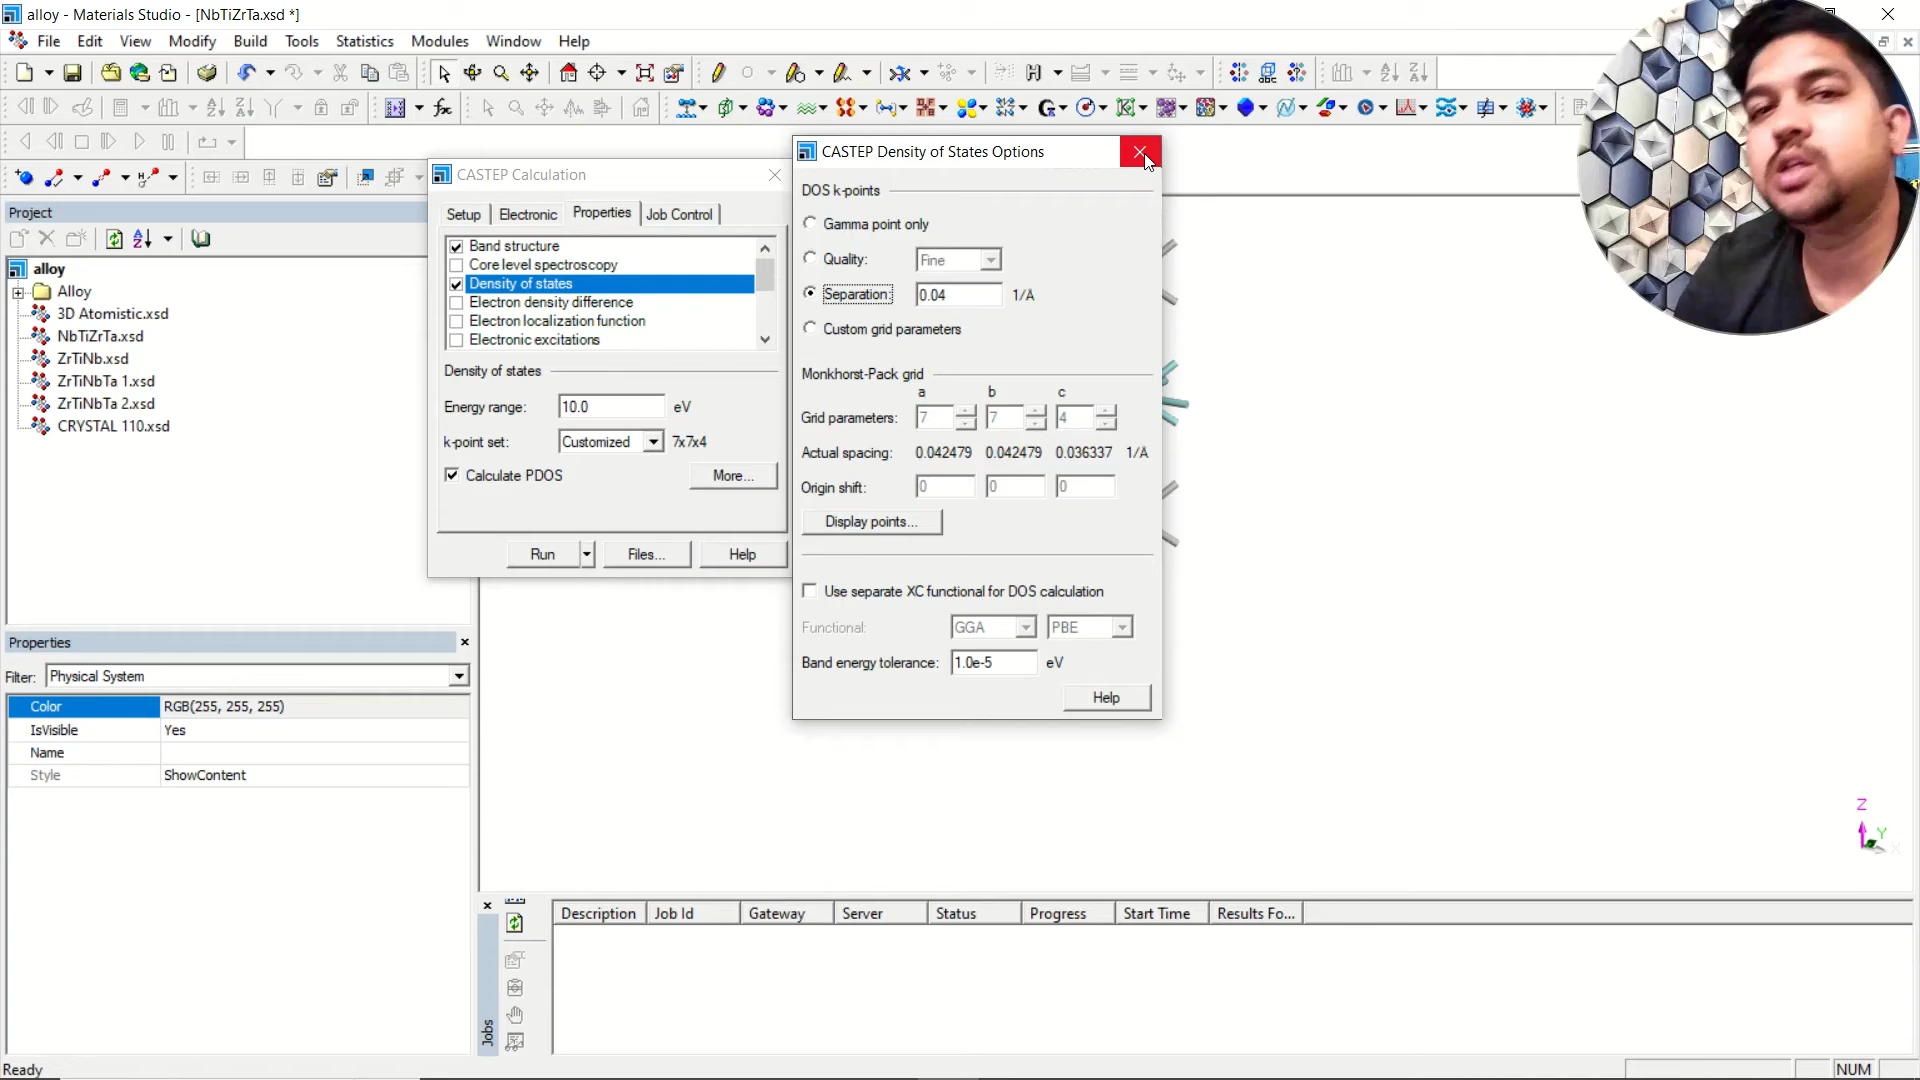 alloy - Materials Studio - [NbTiZrTa.xsd *]
File Edit View Modify Build Tools Statistics Modules Window Help
Project
alloy
Alloy
3D Atomistic.xsd
NbTiZrTa.xsd
ZrTiNb.xsd
ZrTiNbTa 1.xsd
ZrTiNbTa 2.xsd
CRYSTAL 110.xsd
Properties
Filter: Physical System
Color RGB(255, 255, 255)
IsVisible Yes
Name
Style ShowContent
CASTEP Calculation
Setup Electronic Properties Job Control
Band structure
Core level spectroscopy
Density of states
Electron density difference
Electron localization function
Electronic excitations
Density of states
Energy range: 10.0 eV
k-point set: Customized 7x7x4
Calculate PDOS More...
Run Files... Help
CASTEP Density of States Options
DOS k-points
Gamma point only
Quality: Fine
Separation: 0.04 1/Å
Custom grid parameters
Monkhorst-Pack grid
a b c
Grid parameters: 7 7 4
Actual spacing: 0.042479 0.042479 0.036337 1/Å
Origin shift: 0 0 0
Display points...
Use separate XC functional for DOS calculation
Functional: GGA PBE
Band energy tolerance: 1.0e-5 eV
Help
Z
Y
X
Jobs
Description Job Id Gateway Server Status Progress Start Time Results Fo...
Ready
NUM